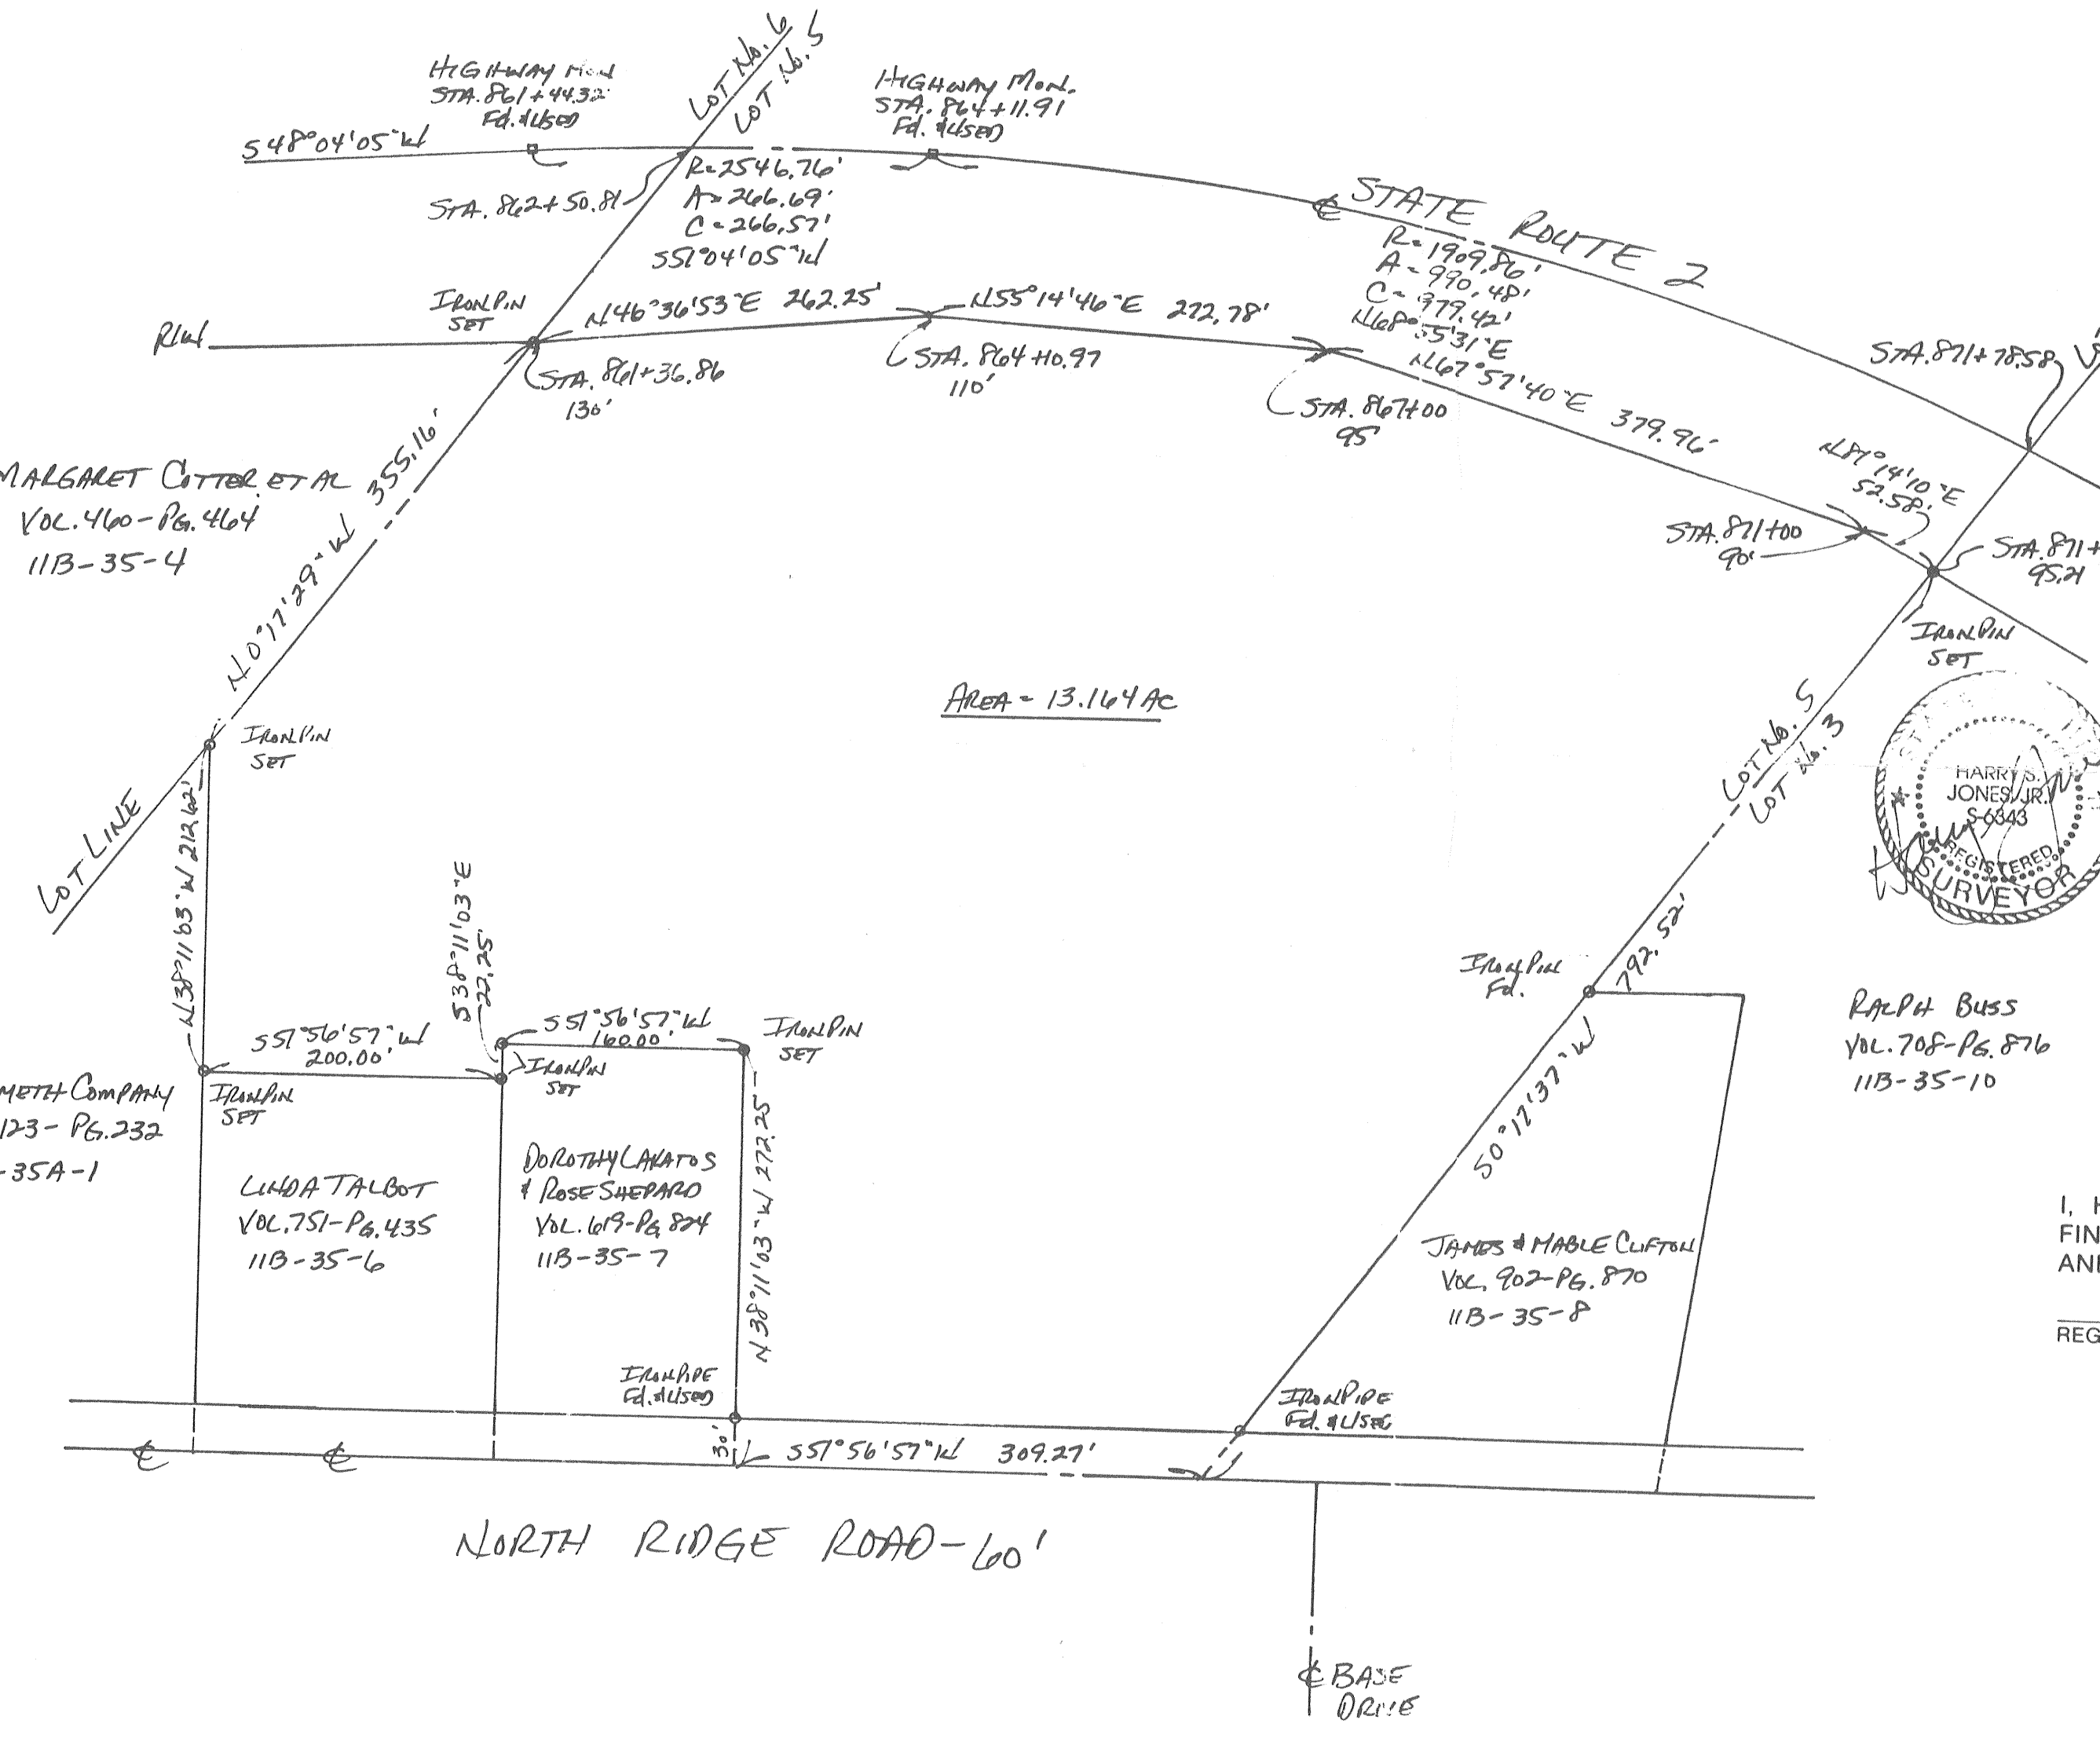 LOT No. 6
LOT No. 5
HIGHWAY MON
STA. 861+44.32
Fd. & USED
HIGHWAY MON.
STA. 864+11.91
Fd. & USED
S48°04'05"W
STA. 862+50.81
R=2546.76'
A=266.69'
C=266.57'
S51°04'05"W
℄ STATE ROUTE 2
R=1909.86'
A=990.48'
C=979.42'
STA. 871+78.58
IRON PIN
SET
R/W
N46°36'53"E 262.25'
N55°14'46"E 272.78'
STA. 861+36.86
130'
STA. 864+10.97
110'
STA. 867+00
95'
N67°57'40"E 379.96'
N81°14'10"E
52.58'
STA. 871+00
90'
STA. 871+
95.21
IRON PIN
SET
MARGARET COTTER ET AL
VOL. 460-PG. 464
11B-35-4
N0°17'29"W 355.16'
AREA = 13.164 AC
IRON PIN
SET
LOT LINE
N38°11'03"W 212.62'
LOT No. 5
LOT No. 3
HARRY S.
JONES, JR.
S-6343
REGISTERED
SURVEYOR
S38°11'03"E
22.25'
S51°56'57"W
200.00'
S51°56'57"W
160.00'
IRON PIN
SET
IRON PIN
SET
IRON PIN
SET
IRON PIN
Fd.
792.52'
S0°17'37"W
RALPH BUSS
VOL. 708-PG. 876
11B-35-10
METH COMPANY
123- PG. 232
-35A-1
LINDA TALBOT
VOL. 751-PG. 435
11B-35-6
DOROTHY LAKATOS
& ROSE SHEPARD
VOL. 619-PG. 824
11B-35-7
N38°11'03"W 272.25'
JAMES & MABLE CLIFTON
VOL. 902-PG. 870
11B-35-8
I, H
FIN
AND
REG
IRON PIPE
Fd. & USED
IRON PIPE
Fd. & USED
30'
S51°56'57"W 309.27'
℄
℄
NORTH RIDGE ROAD-60'
℄ BASE
DRIVE